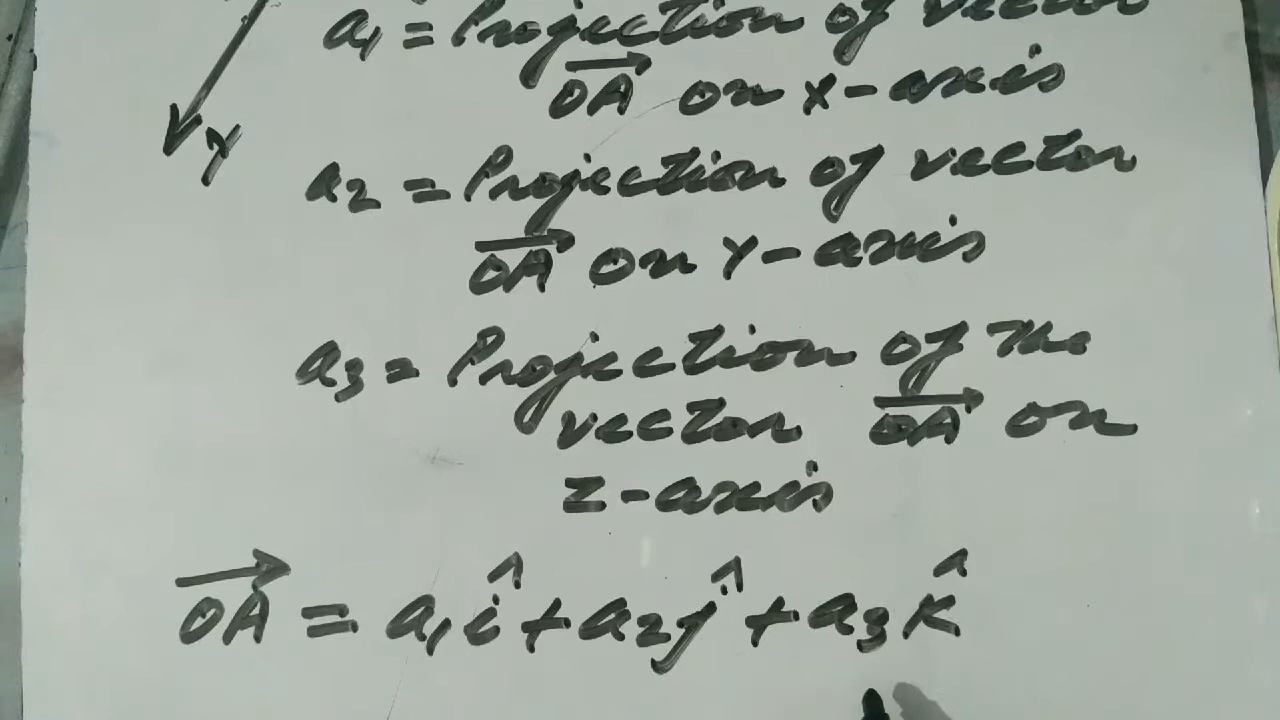 a₁ = Projection of vector
→OA on x-axis
y
a₂ = Projection of vector
→OA on Y-axis
a₃ = Projection of the
vector →OA on
z-axis
→OA = a₁î + a₂ĵ + a₃k̂